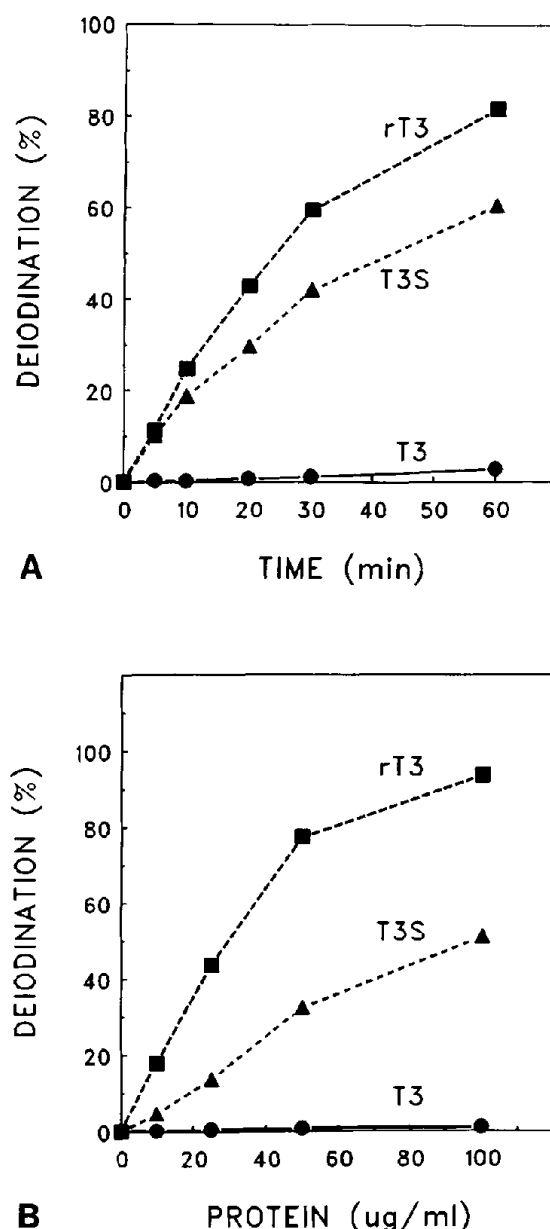 100
80
60
40
20
0
DEIODINATION (%)
rT3
T3S
T3
0 10 20 30 40 50 60
TIME (min)
A
100
80
60
40
20
0
DEIODINATION (%)
rT3
T3S
T3
0 20 40 60 80 100
PROTEIN (ug/ml)
B